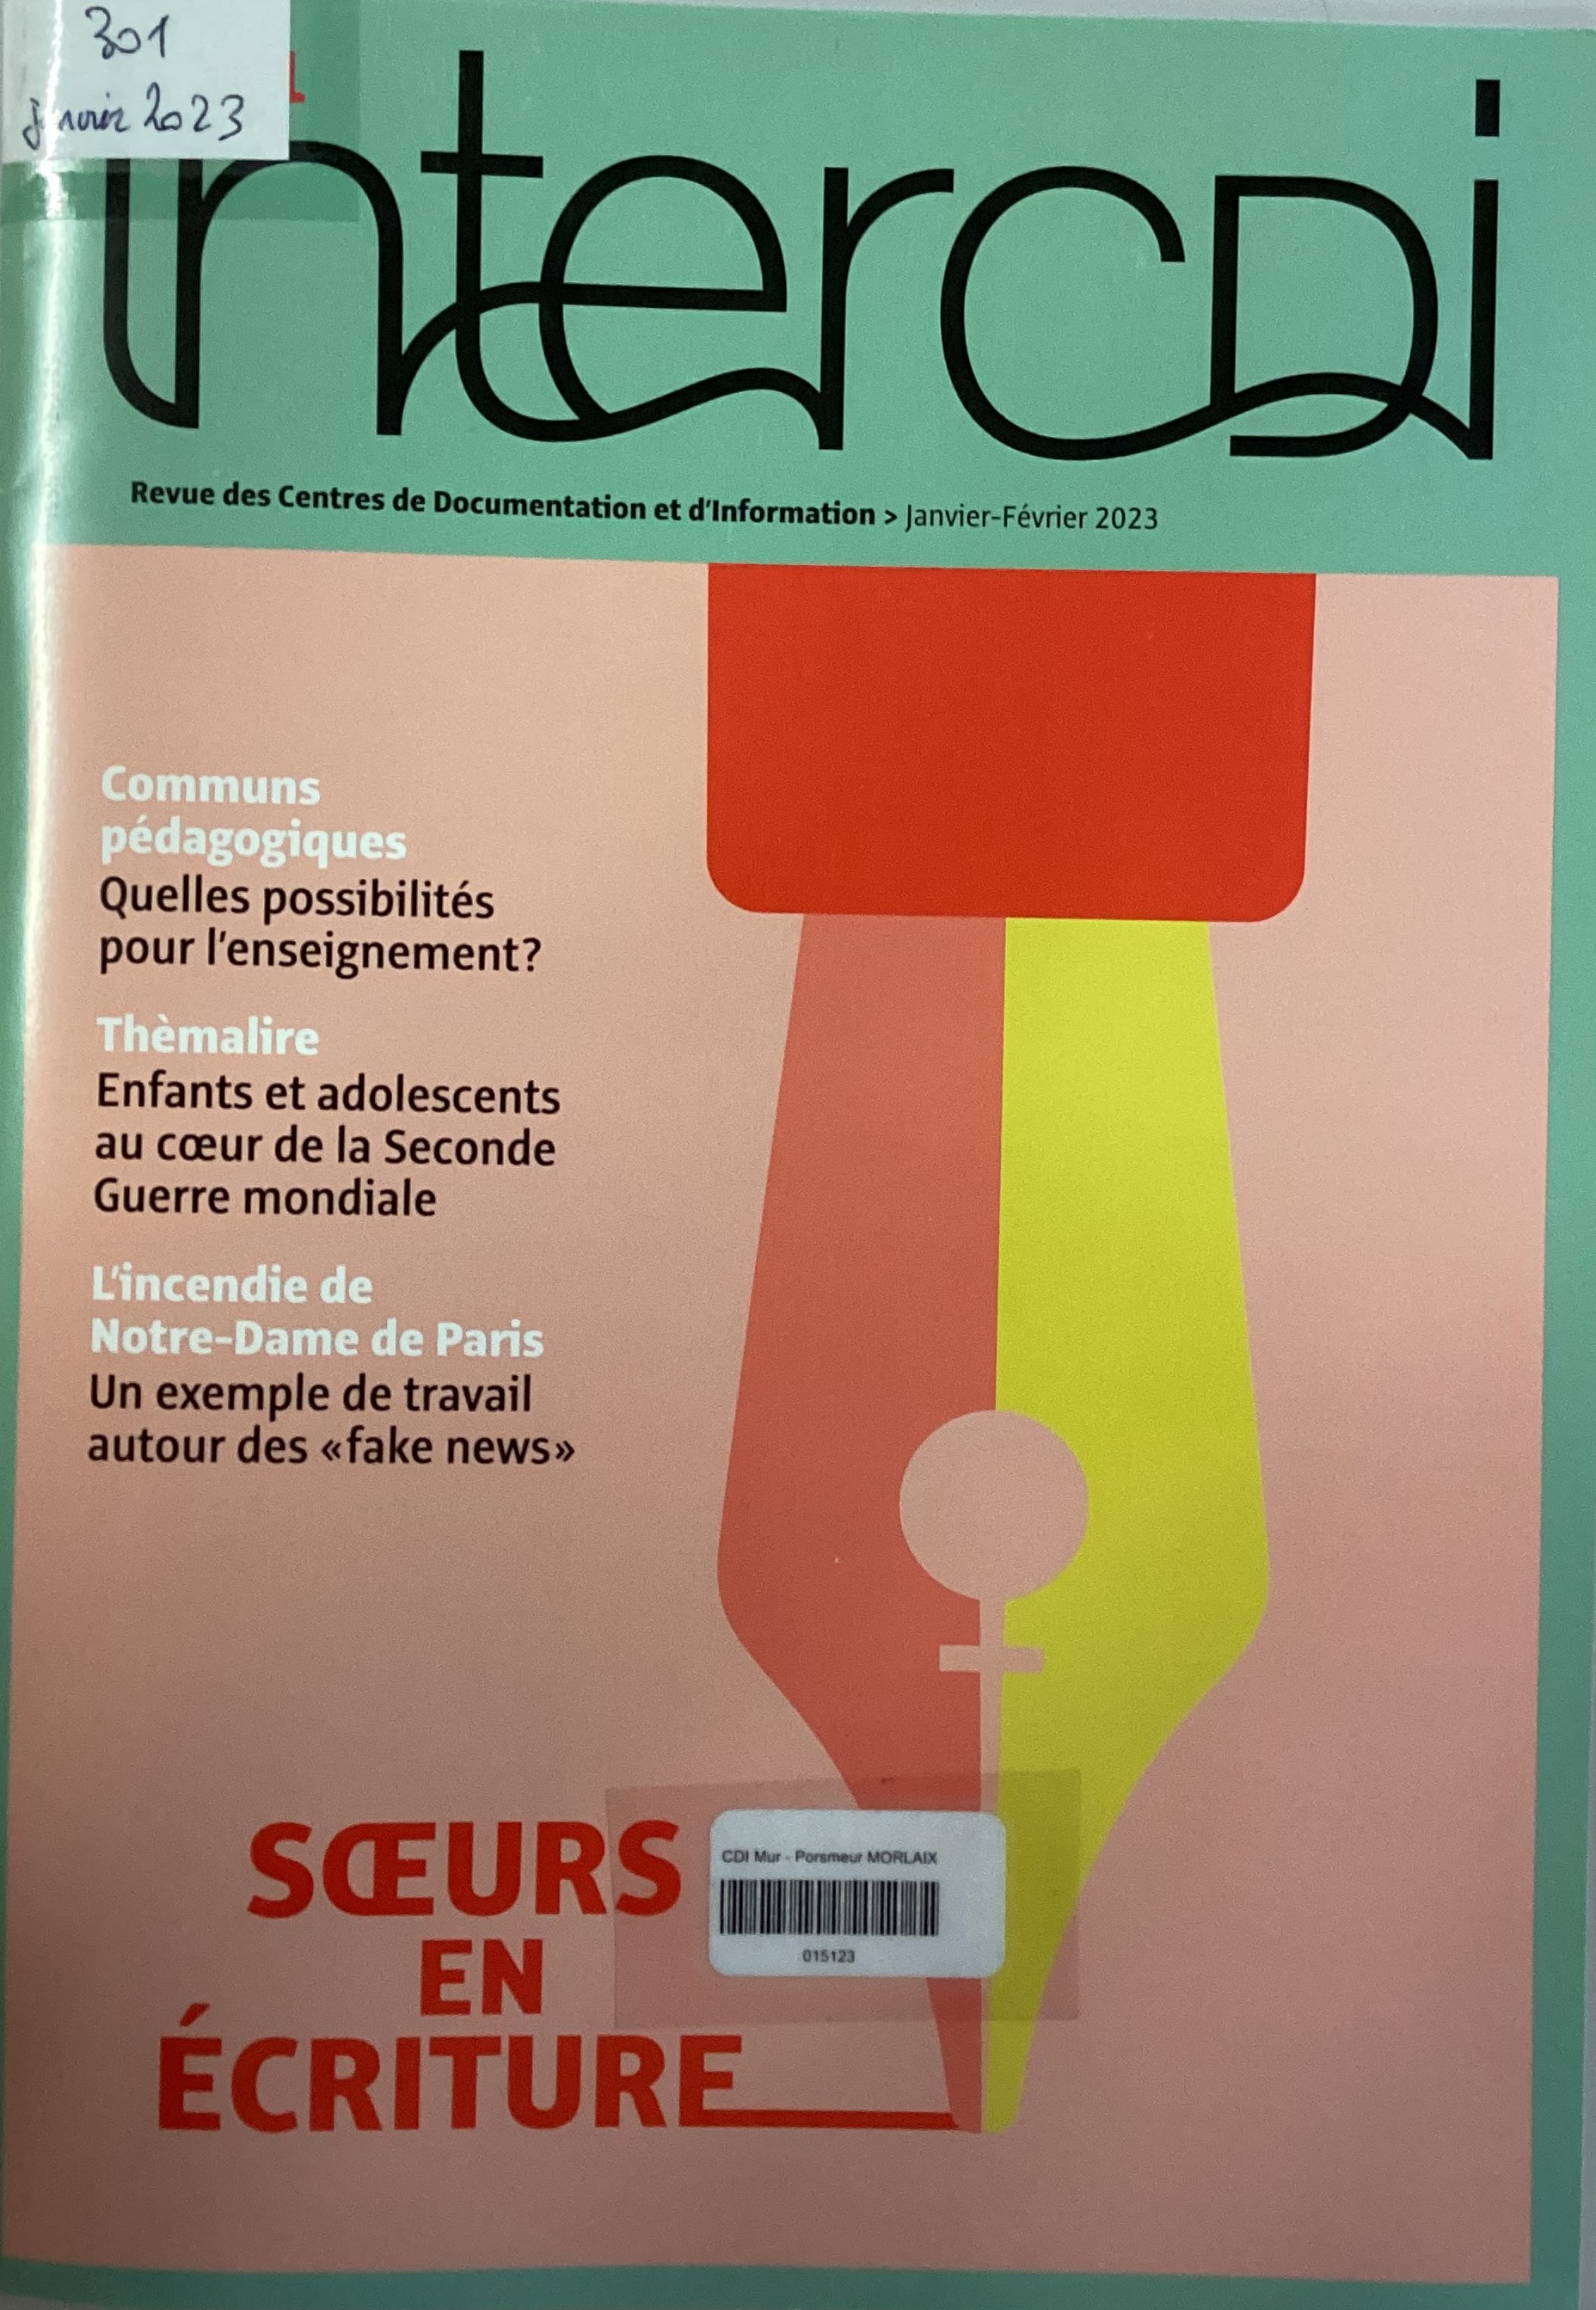 301
Janvier 2023
intercDi
Revue des Centres de Documentation et d'Information > Janvier-Février 2023
Communs
pédagogiques
Quelles possibilités
pour l'enseignement?
Thèmalire
Enfants et adolescents
au cœur de la Seconde
Guerre mondiale
L'incendie de
Notre-Dame de Paris
Un exemple de travail
autour des «fake news»
SŒURS
EN
ÉCRITURE
CDI Mur - Porsmeur MORLAIX
015123